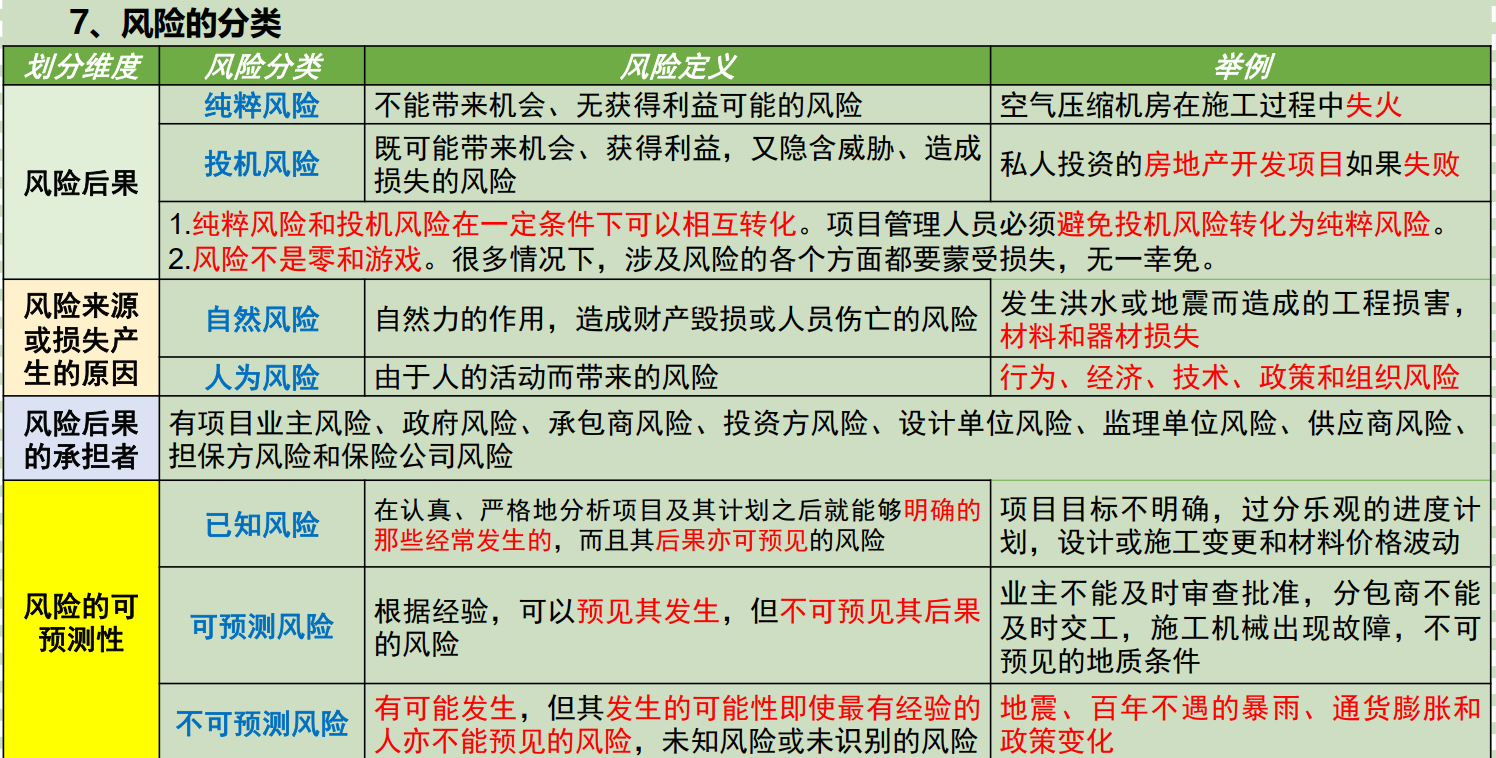 7、风险的分类
划分维度 风险分类 风险定义 举例
风险后果
纯粹风险 不能带来机会、无获得利益可能的风险 空气压缩机房在施工过程中失火
投机风险
既可能带来机会、获得利益，又隐含威胁、造成
损失的风险
私人投资的房地产开发项目如果失败
1.纯粹风险和投机风险在一定条件下可以相互转化。项目管理人员必须避免投机风险转化为纯粹风险。
2.风险不是零和游戏。很多情况下，涉及风险的各个方面都要蒙受损失，无一幸免。
风险来源
或损失产
生的原因
自然风险 自然力的作用，造成财产毁损或人员伤亡的风险
发生洪水或地震而造成的工程损害，
材料和器材损失
人为风险 由于人的活动而带来的风险 行为、经济、技术、政策和组织风险
风险后果
的承担者
有项目业主风险、政府风险、承包商风险、投资方风险、设计单位风险、监理单位风险、供应商风险、
担保方风险和保险公司风险
风险的可
预测性
已知风险
在认真、严格地分析项目及其计划之后就能够明确的
那些经常发生的，而且其后果亦可预见的风险
项目目标不明确，过分乐观的进度计
划，设计或施工变更和材料价格波动
可预测风险
根据经验，可以预见其发生，但不可预见其后果
的风险
业主不能及时审查批准，分包商不能
及时交工，施工机械出现故障，不可
预见的地质条件
不可预测风险
有可能发生，但其发生的可能性即使最有经验的
人亦不能预见的风险，未知风险或未识别的风险
地震、百年不遇的暴雨、通货膨胀和
政策变化